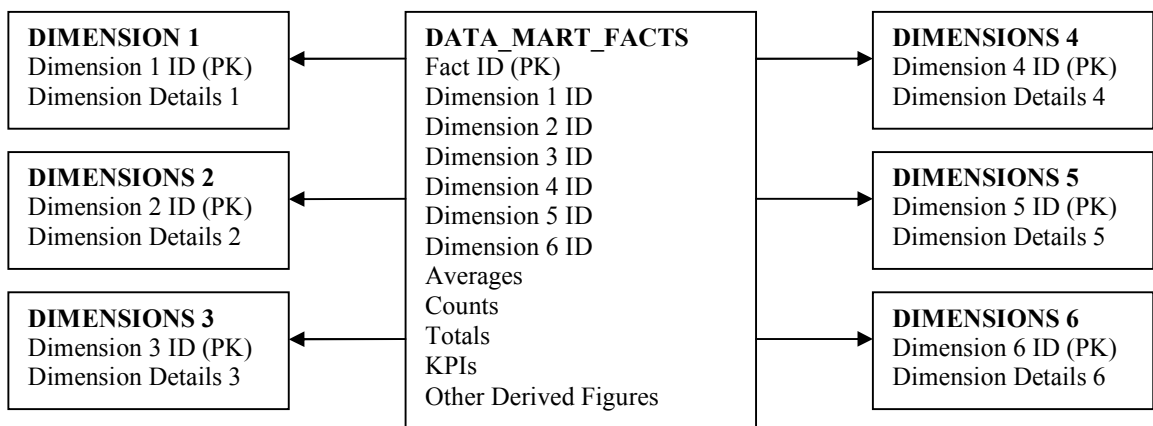 DIMENSION 1
Dimension 1 ID (PK)
Dimension Details 1
DIMENSIONS 2
Dimension 2 ID (PK)
Dimension Details 2
DIMENSIONS 3
Dimension 3 ID (PK)
Dimension Details 3
DATA_MART_FACTS
Fact ID (PK)
Dimension 1 ID
Dimension 2 ID
Dimension 3 ID
Dimension 4 ID
Dimension 5 ID
Dimension 6 ID
Averages
Counts
Totals
KPIs
Other Derived Figures
DIMENSIONS 4
Dimension 4 ID (PK)
Dimension Details 4
DIMENSIONS 5
Dimension 5 ID (PK)
Dimension Details 5
DIMENSIONS 6
Dimension 6 ID (PK)
Dimension Details 6